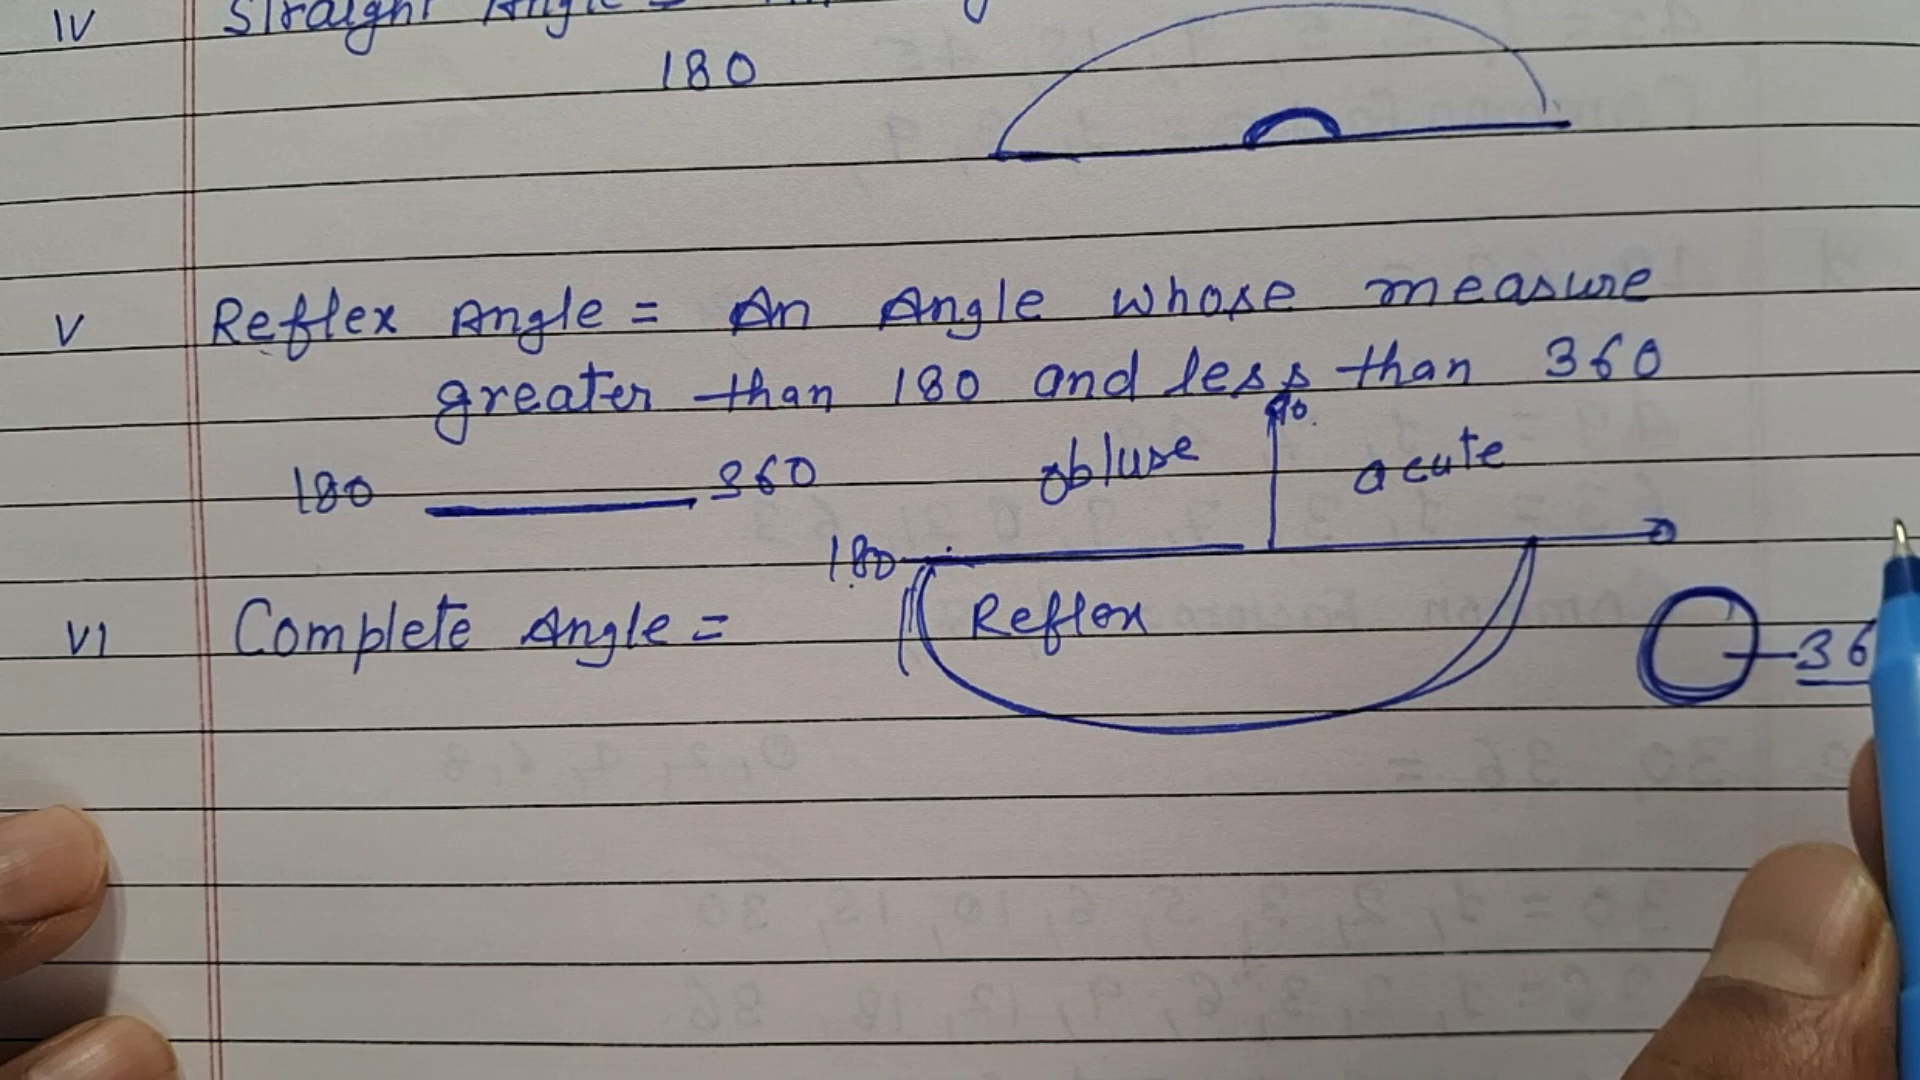 IV Straight Angle =
180
V Reflex Angle = An Angle whose measure
greater than 180 and less than 360
90
180 360 obluse acute
180
VI Complete Angle = Reflex
36